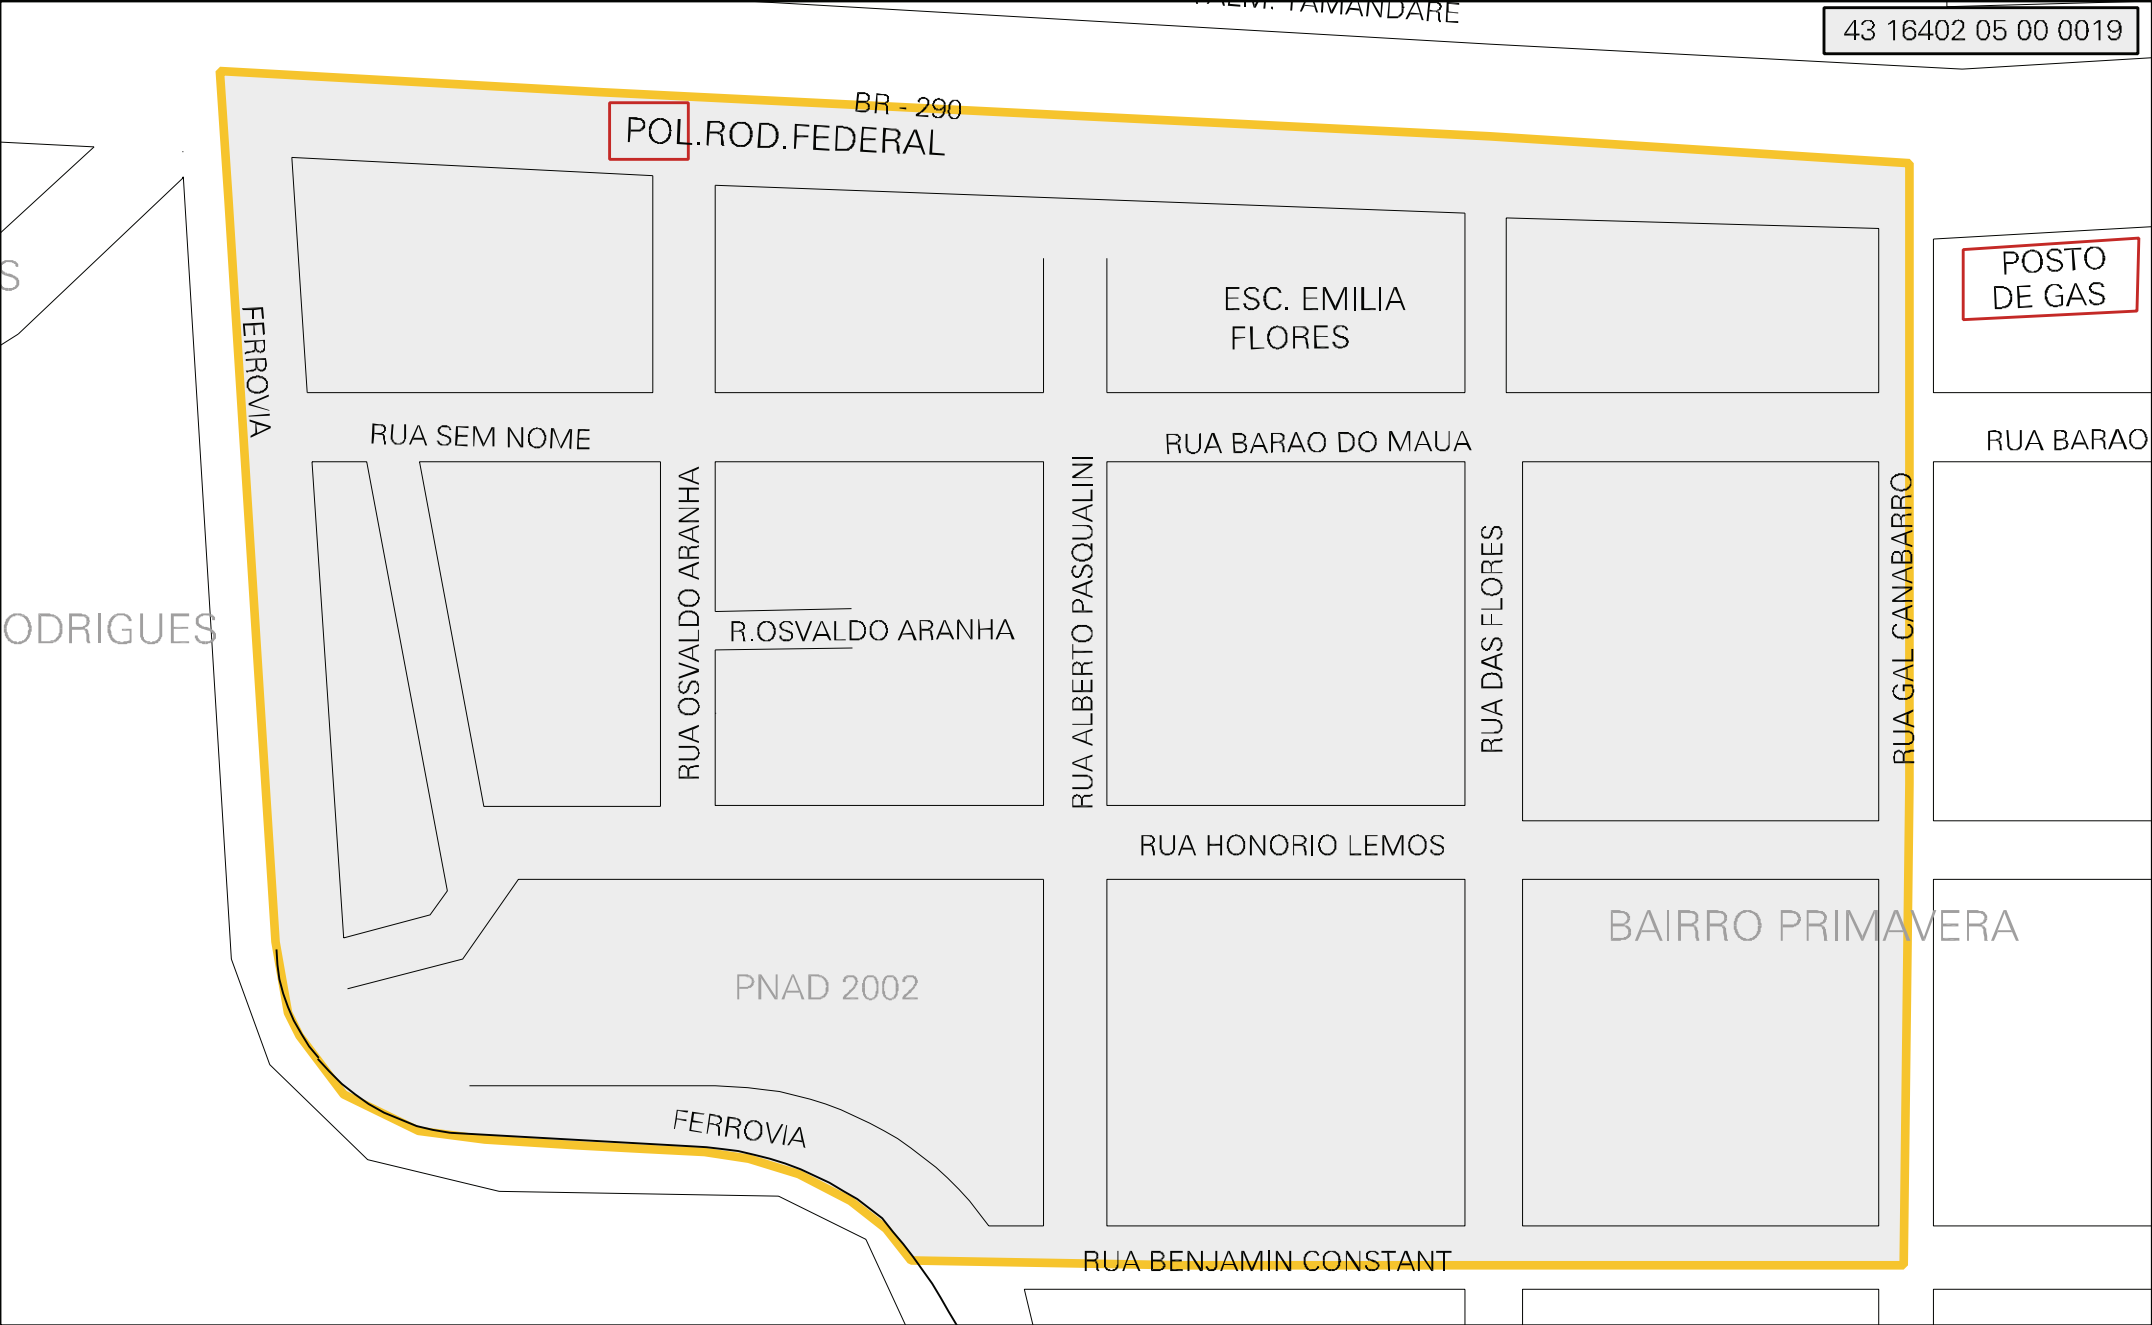 TAMANDARE
43 16402 05 00 0019
BR - 290
POL.ROD.FEDERAL
POSTO
DE GAS
S
ESC. EMILIA
FLORES
FERROVIA
RUA SEM NOME
RUA BARAO DO MAUA
RUA BARAO
RUA OSVALDO ARANHA
RUA ALBERTO PASQUALINI
RUA DAS FLORES
RUA GAL CANABARRO
ODRIGUES
R.OSVALDO ARANHA
RUA HONORIO LEMOS
BAIRRO PRIMAVERA
PNAD 2002
FERROVIA
RUA BENJAMIN CONSTANT